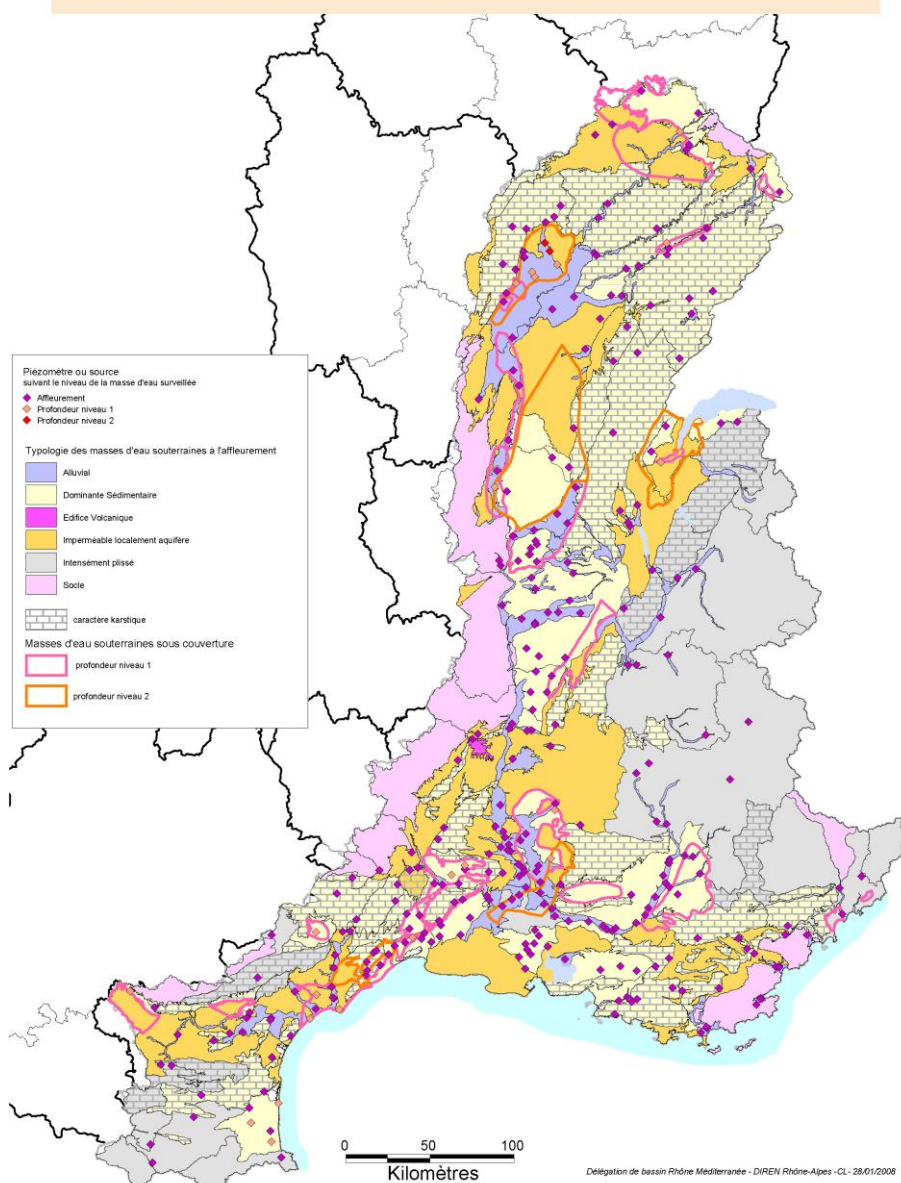 Piézomètre ou source
suivant le niveau de la masse d'eau surveillée
Affleurement
Profondeur niveau 1
Profondeur niveau 2
Typologie des masses d'eau souterraines à l'affleurement
Alluvial
Dominante Sédimentaire
Edifice Volcanique
Imperméable localement aquifère
Intensément plissé
Socle
caractère karstique
Masses d'eau souterraines sous couverture
profondeur niveau 1
profondeur niveau 2
0 50 100
Kilomètres
Délégation de bassin Rhône Méditerranée - DIREN Rhône-Alpes -CL- 28/01/2008